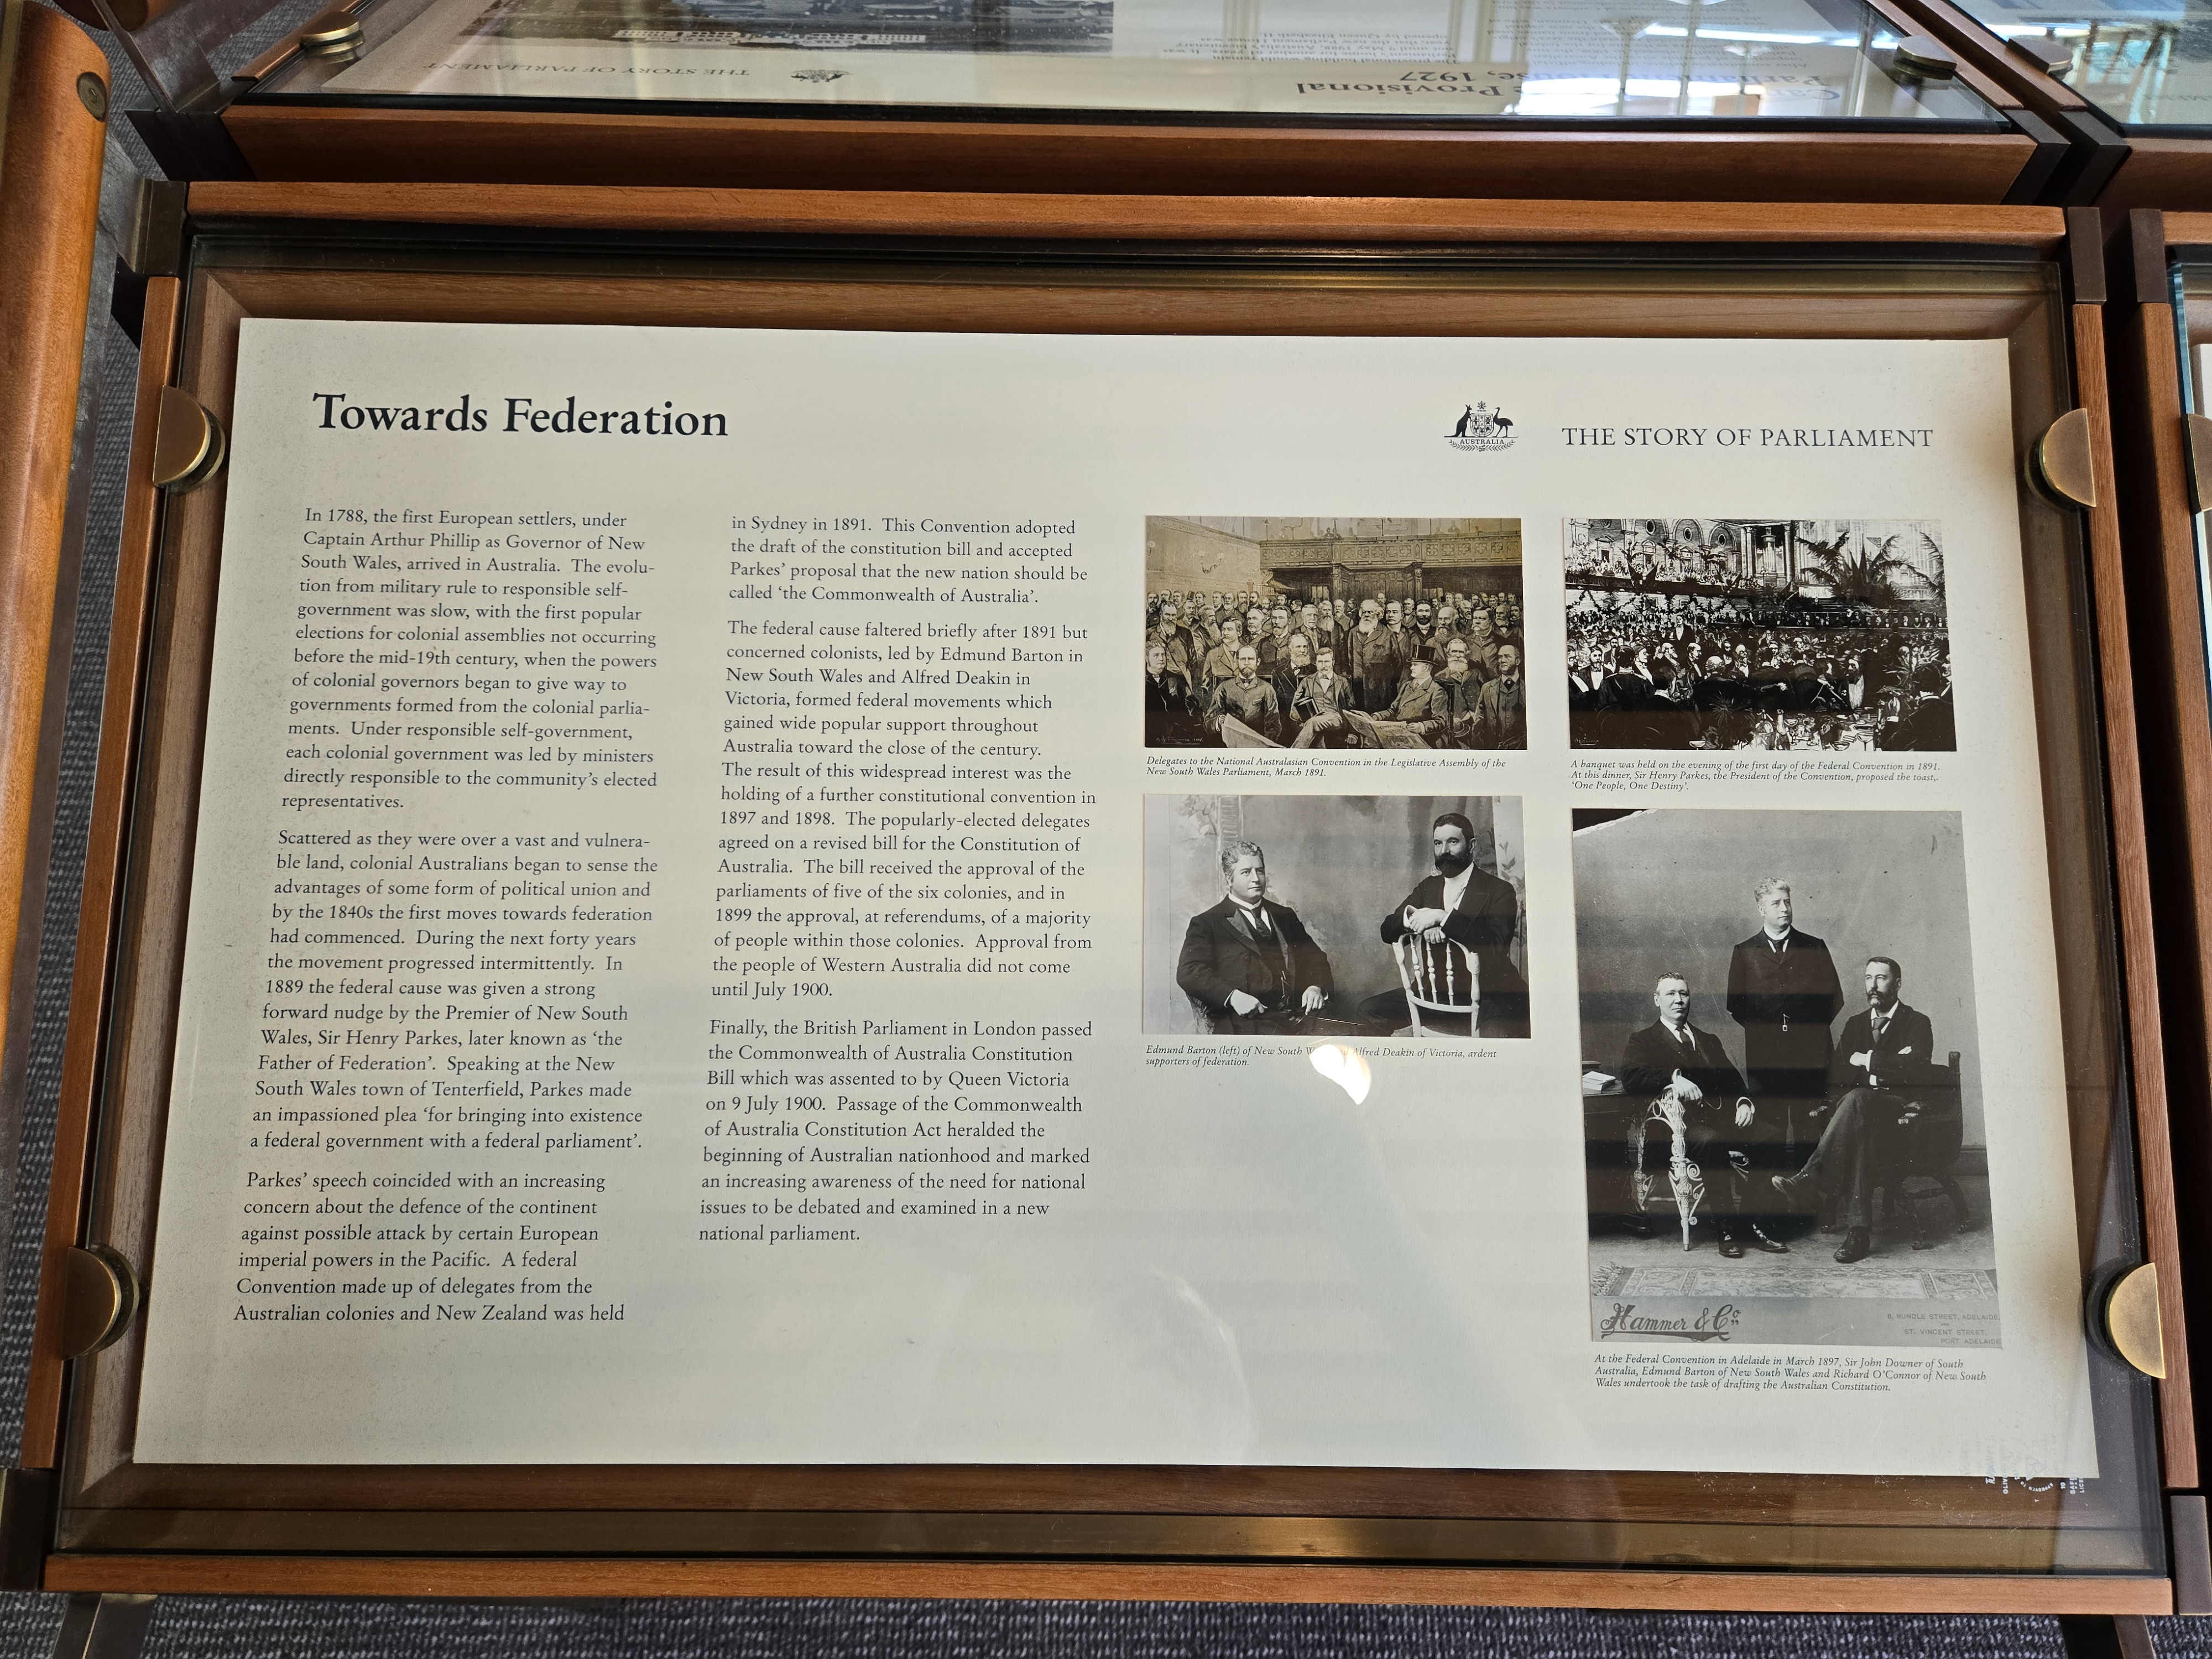 THE STORY OF PARLIAMENT
Provisional
1927
Towards Federation
AUSTRALIA
THE STORY OF PARLIAMENT
In 1788, the first European settlers, under
Captain Arthur Phillip as Governor of New
South Wales, arrived in Australia. The evolu-
tion from military rule to responsible self-
government was slow, with the first popular
elections for colonial assemblies not occurring
before the mid-19th century, when the powers
of colonial governors began to give way to
governments formed from the colonial parlia-
ments. Under responsible self-government,
each colonial government was led by ministers
directly responsible to the community's elected
representatives.
Scattered as they were over a vast and vulnera-
ble land, colonial Australians began to sense the
advantages of some form of political union and
by the 1840s the first moves towards federation
had commenced. During the next forty years
the movement progressed intermittently. In
1889 the federal cause was given a strong
forward nudge by the Premier of New South
Wales, Sir Henry Parkes, later known as 'the
Father of Federation'. Speaking at the New
South Wales town of Tenterfield, Parkes made
an impassioned plea 'for bringing into existence
a federal government with a federal parliament'.
Parkes' speech coincided with an increasing
concern about the defence of the continent
against possible attack by certain European
imperial powers in the Pacific. A federal
Convention made up of delegates from the
Australian colonies and New Zealand was held
in Sydney in 1891. This Convention adopted
the draft of the constitution bill and accepted
Parkes' proposal that the new nation should be
called 'the Commonwealth of Australia'.
The federal cause faltered briefly after 1891 but
concerned colonists, led by Edmund Barton in
New South Wales and Alfred Deakin in
Victoria, formed federal movements which
gained wide popular support throughout
Australia toward the close of the century.
The result of this widespread interest was the
holding of a further constitutional convention in
1897 and 1898. The popularly-elected delegates
agreed on a revised bill for the Constitution of
Australia. The bill received the approval of the
parliaments of five of the six colonies, and in
1899 the approval, at referendums, of a majority
of people within those colonies. Approval from
the people of Western Australia did not come
until July 1900.
Finally, the British Parliament in London passed
the Commonwealth of Australia Constitution
Bill which was assented to by Queen Victoria
on 9 July 1900. Passage of the Commonwealth
of Australia Constitution Act heralded the
beginning of Australian nationhood and marked
an increasing awareness of the need for national
issues to be debated and examined in a new
national parliament.
Delegates to the National Australasian Convention in the Legislative Assembly of the
New South Wales Parliament, March 1891.
Edmund Barton (left) of New South Alfred Deakin of Victoria, ardent
supporters of federation.
A banquet was held on the evening of the first day of the Federal Convention in 1891.
At this dinner, Sir Henry Parkes, the President of the Convention, proposed the toast,
'One People, One Destiny'.
Hammer & Co
8, RUNDLE STREET, ADELAIDE
AND
ST. VINCENT STREET,
PORT ADELAIDE
At the Federal Convention in Adelaide in March 1897, Sir John Downer of South
Australia, Edmund Barton of New South Wales and Richard O'Connor of New South
Wales undertook the task of drafting the Australian Constitution.